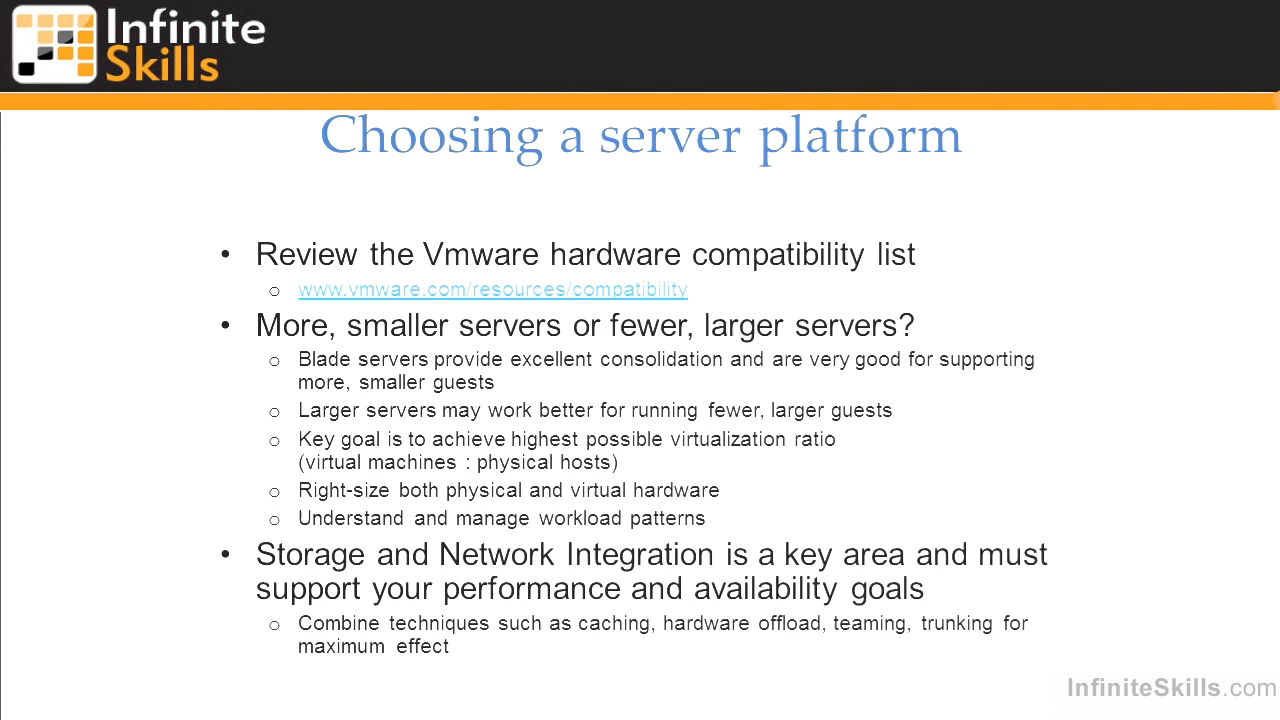 Infinite
Skills
Choosing a server platform
• Review the Vmware hardware compatibility list
o www.vmware.com/resources/compatibility
• More, smaller servers or fewer, larger servers?
o Blade servers provide excellent consolidation and are very good for supporting
more, smaller guests
o Larger servers may work better for running fewer, larger guests
o Key goal is to achieve highest possible virtualization ratio
(virtual machines : physical hosts)
o Right-size both physical and virtual hardware
o Understand and manage workload patterns
• Storage and Network Integration is a key area and must
support your performance and availability goals
o Combine techniques such as caching, hardware offload, teaming, trunking for
maximum effect
InfiniteSkills.com